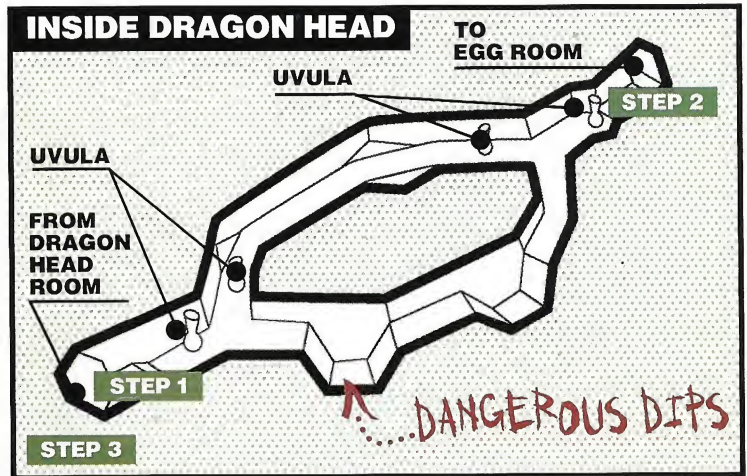 INSIDE DRAGON HEAD
TO
EGG ROOM
UVULA
STEP 2
UVULA
FROM
DRAGON
HEAD
ROOM
STEP 1
DANGEROUS DIPS
STEP 3